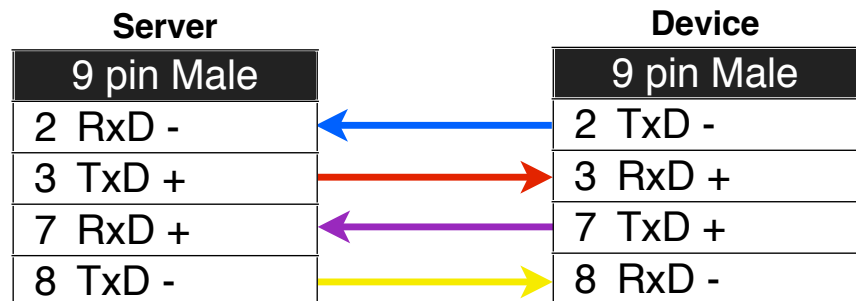 Server Device
9 pin Male 9 pin Male
2 RxD - 2 TxD -
3 TxD + 3 RxD +
7 RxD + 7 TxD +
8 TxD - 8 RxD -